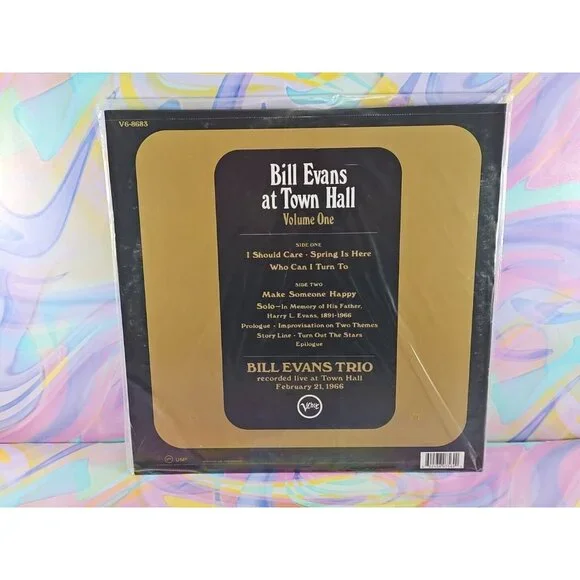 V6-8683
Bill Evans
at Town Hall
Volume One
SIDE ONE
I Should Care · Spring Is Here
Who Can I Turn To
SIDE TWO
Make Someone Happy
Solo—In Memory of His Father,
Harry L. Evans, 1891-1966
Prologue · Improvisation on Two Themes
Story Line · Turn Out The Stars
Epilogue
BILL EVANS TRIO
recorded live at Town Hall
February 21, 1966
Verve